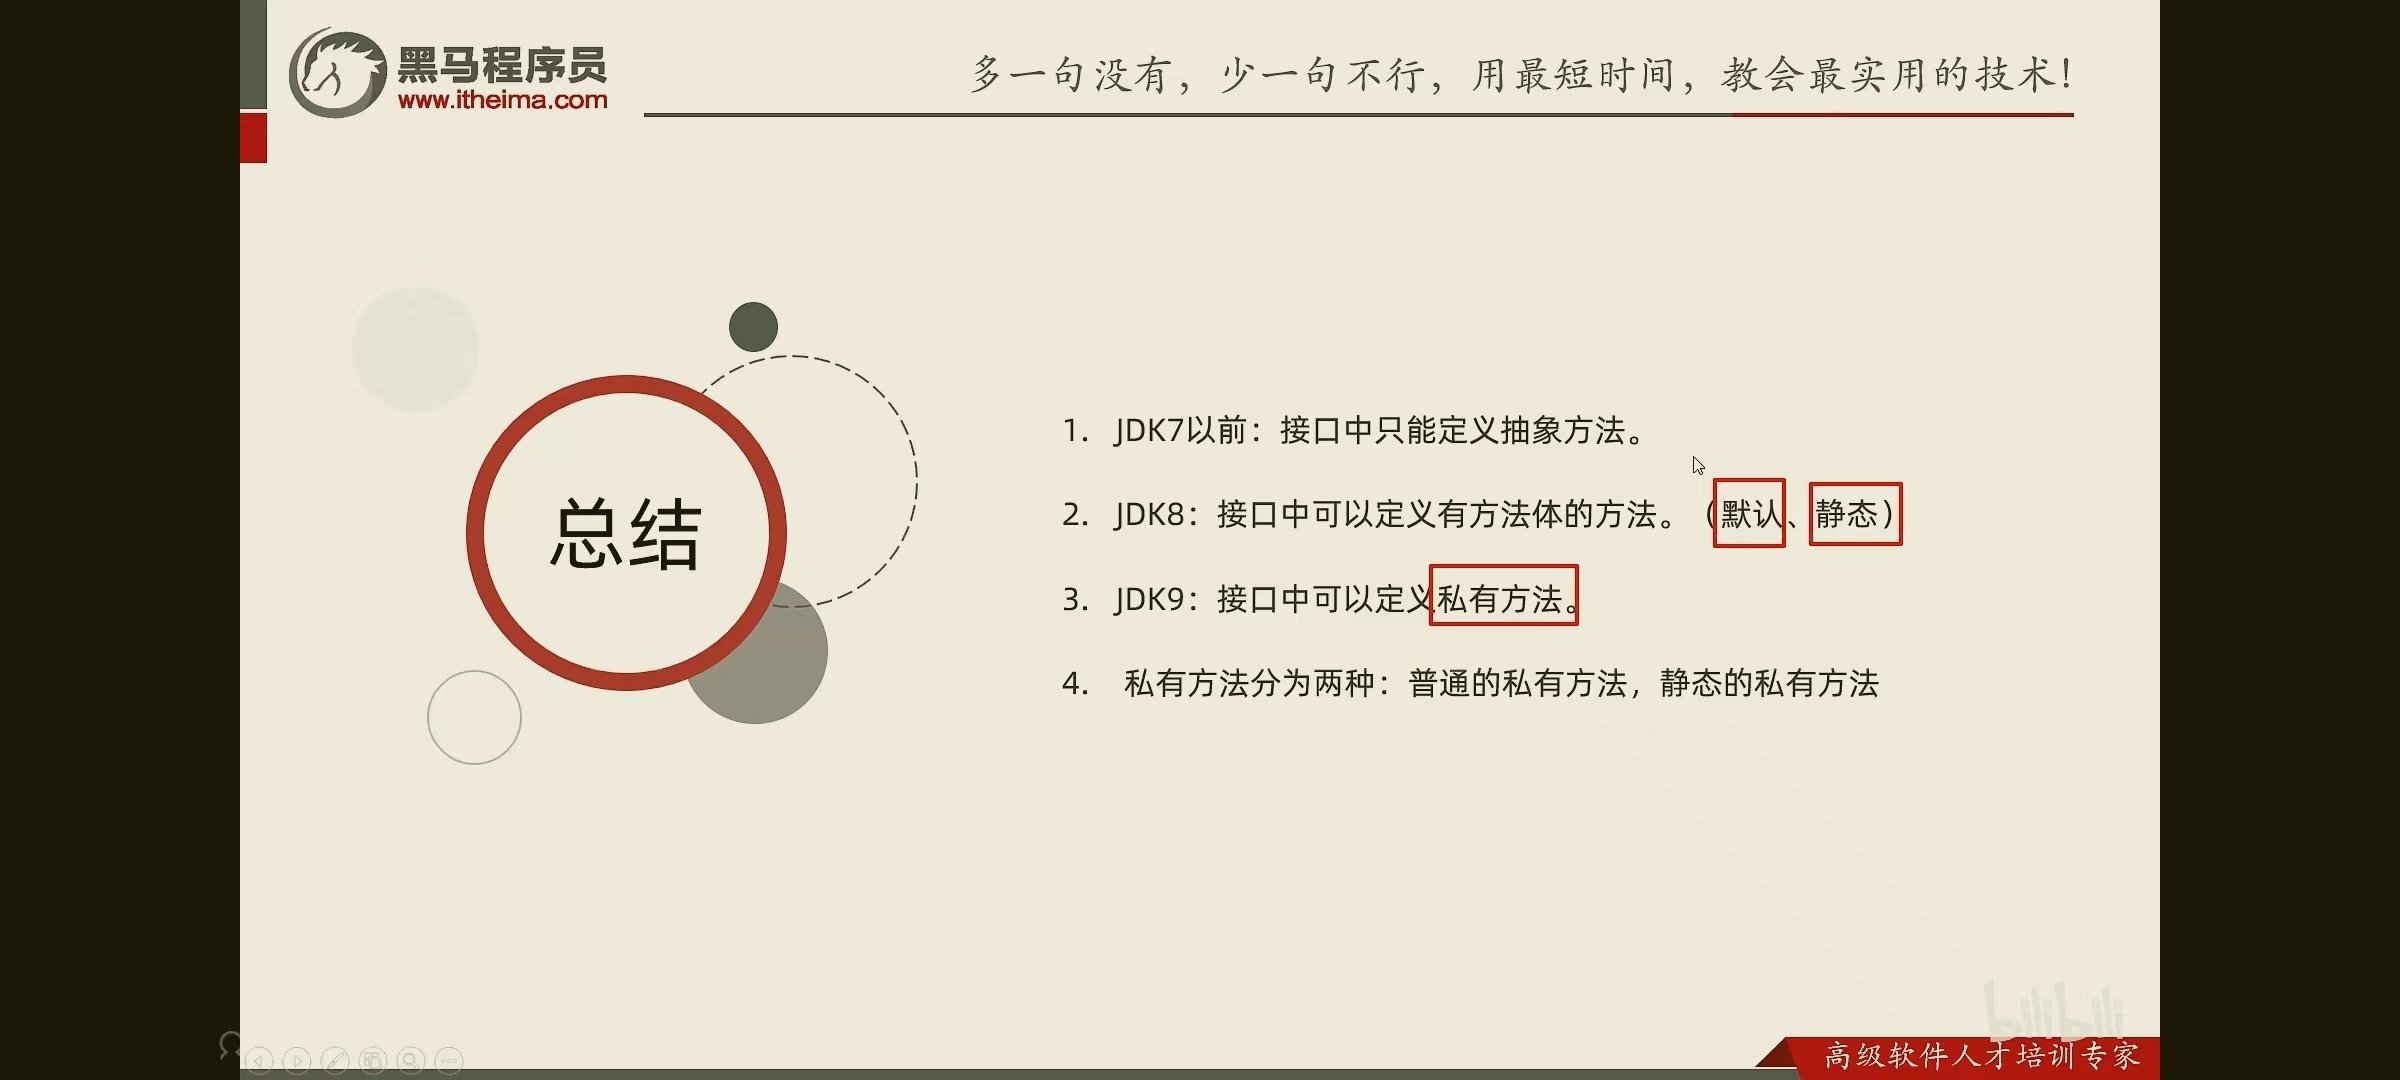 黑马程序员
www.itheima.com
多一句没有，少一句不行，用最短时间，教会最实用的技术！
总结
1. JDK7以前：接口中只能定义抽象方法。
2. JDK8：接口中可以定义有方法体的方法。（默认、静态）
3. JDK9：接口中可以定义私有方法。
4. 私有方法分为两种：普通的私有方法，静态的私有方法
bilibili
高级软件人才培训专家